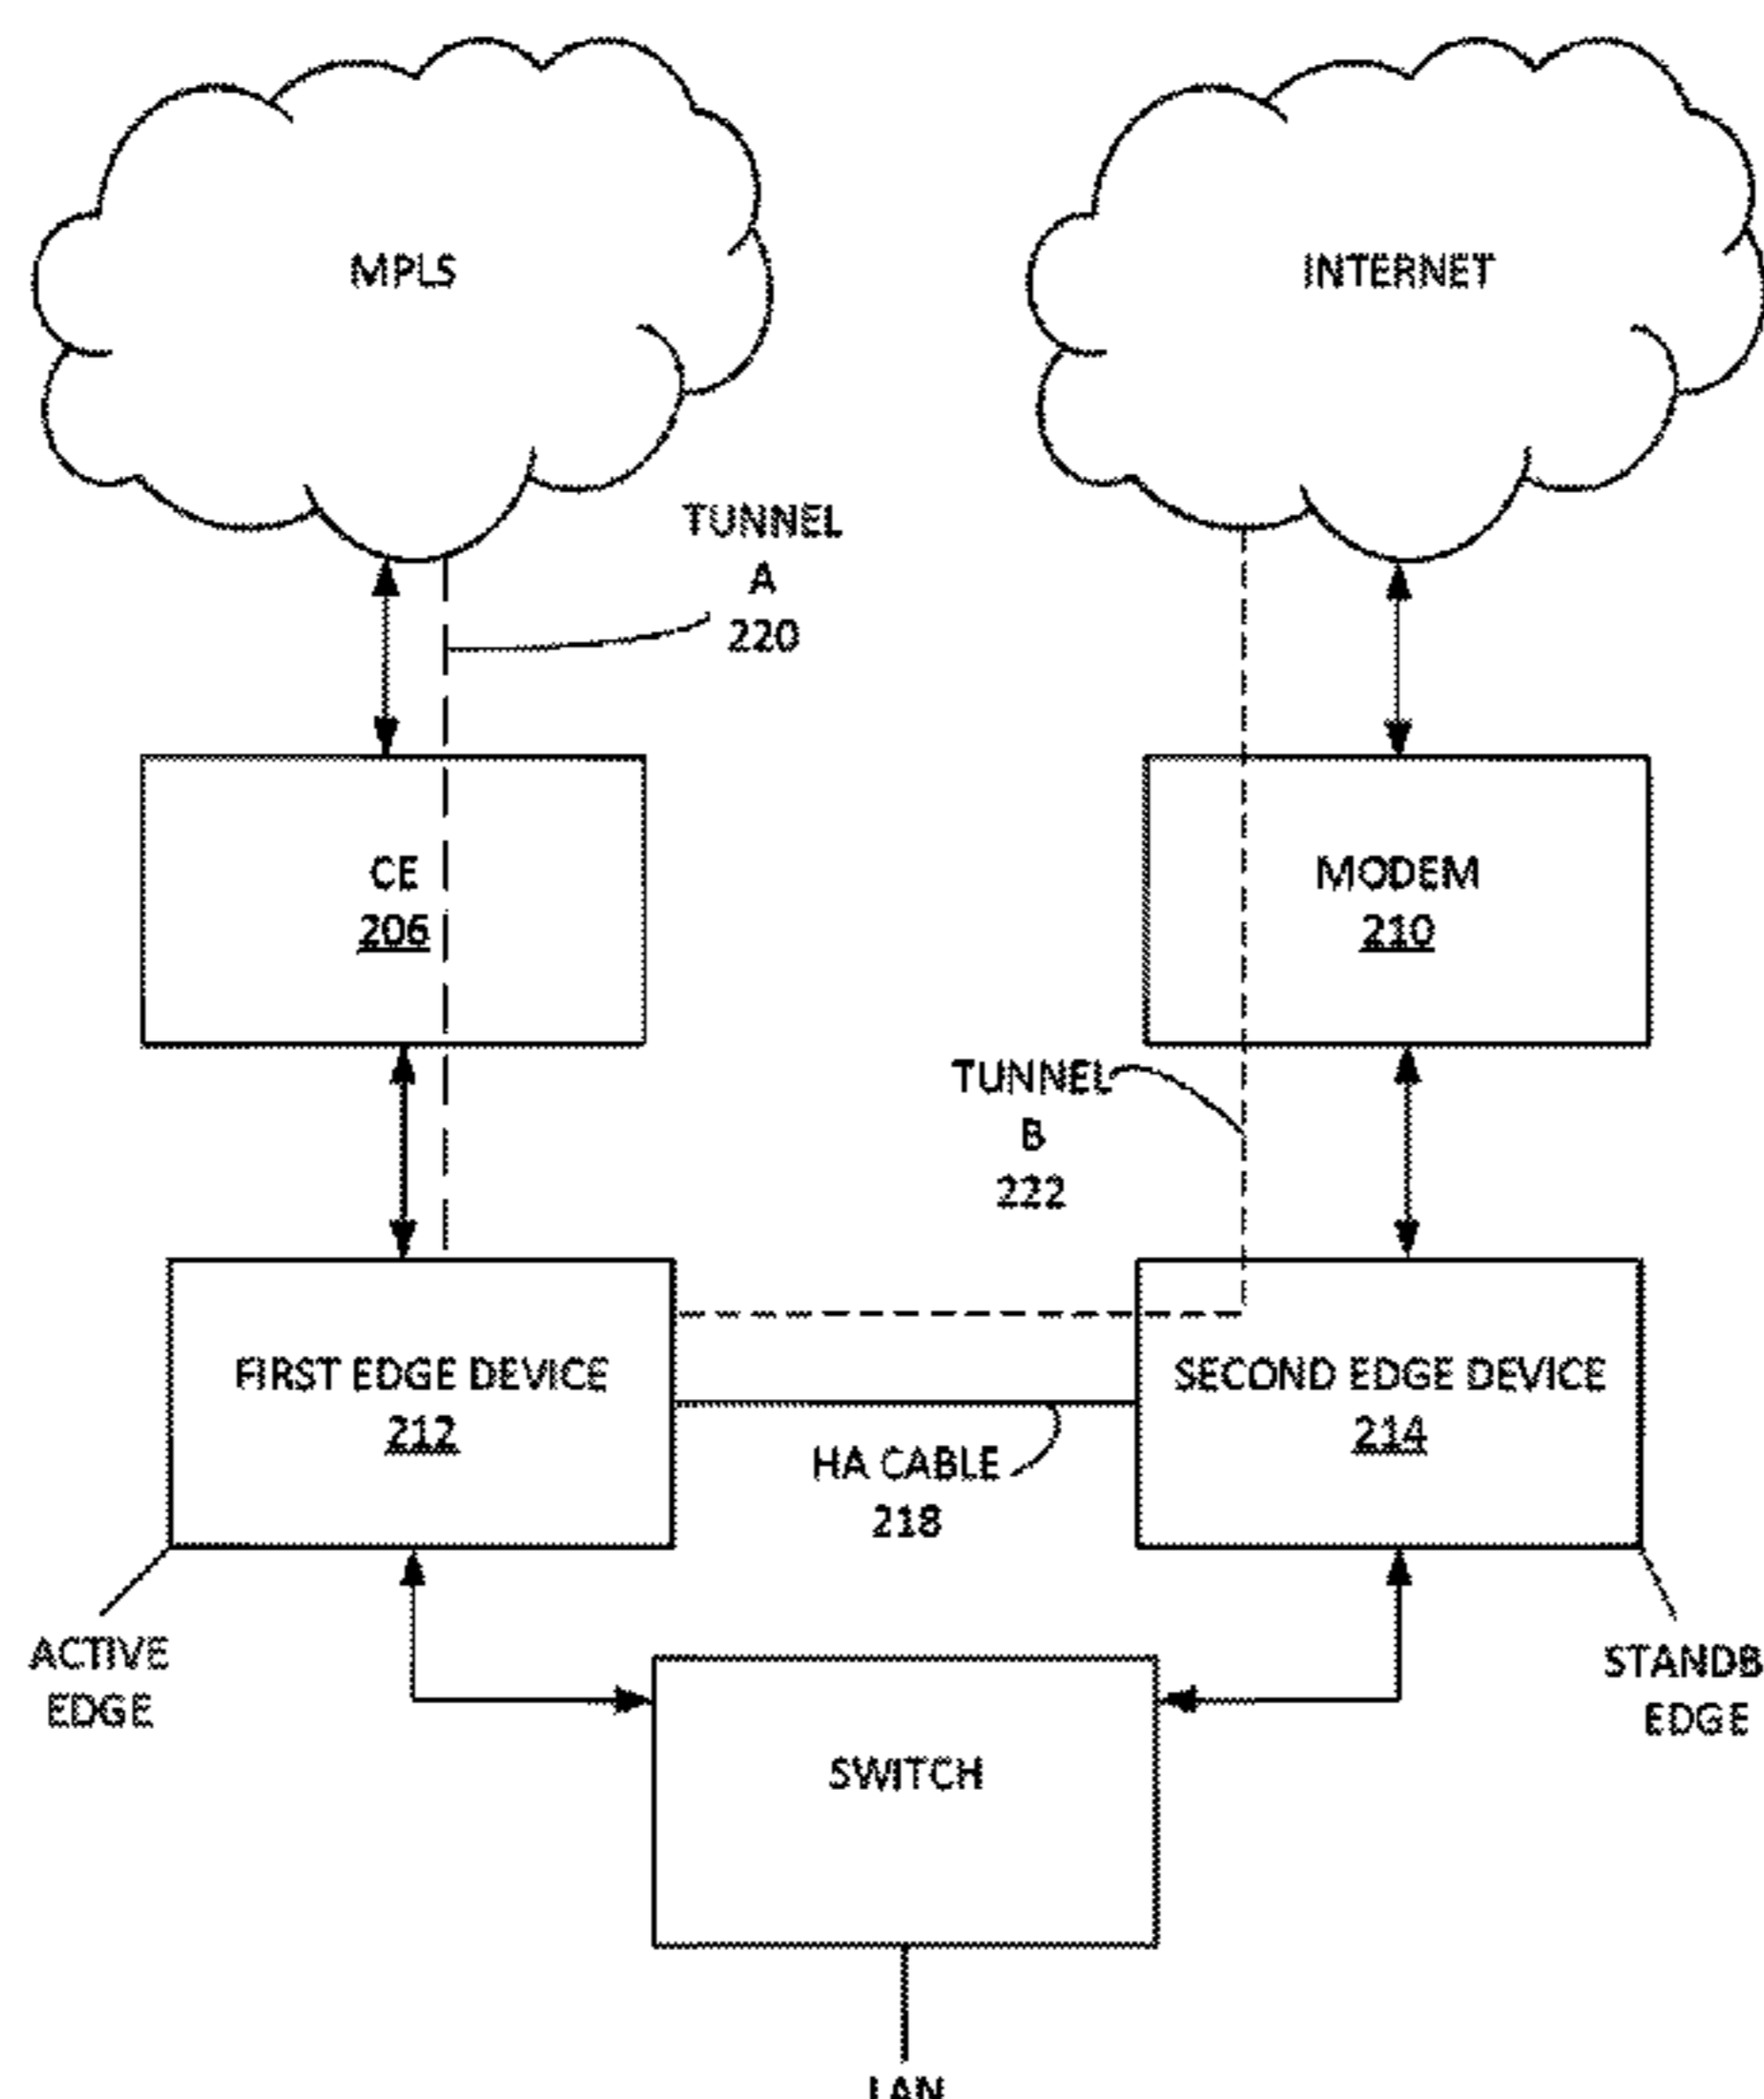 MPLS
INTERNET
TUNNEL
A
220
CE
206
MODEM
210
TUNNEL
B
222
FIRST EDGE DEVICE
212
SECOND EDGE DEVICE
214
HA CABLE
218
ACTIVE
EDGE
STANDB
EDGE
SWITCH
LAN